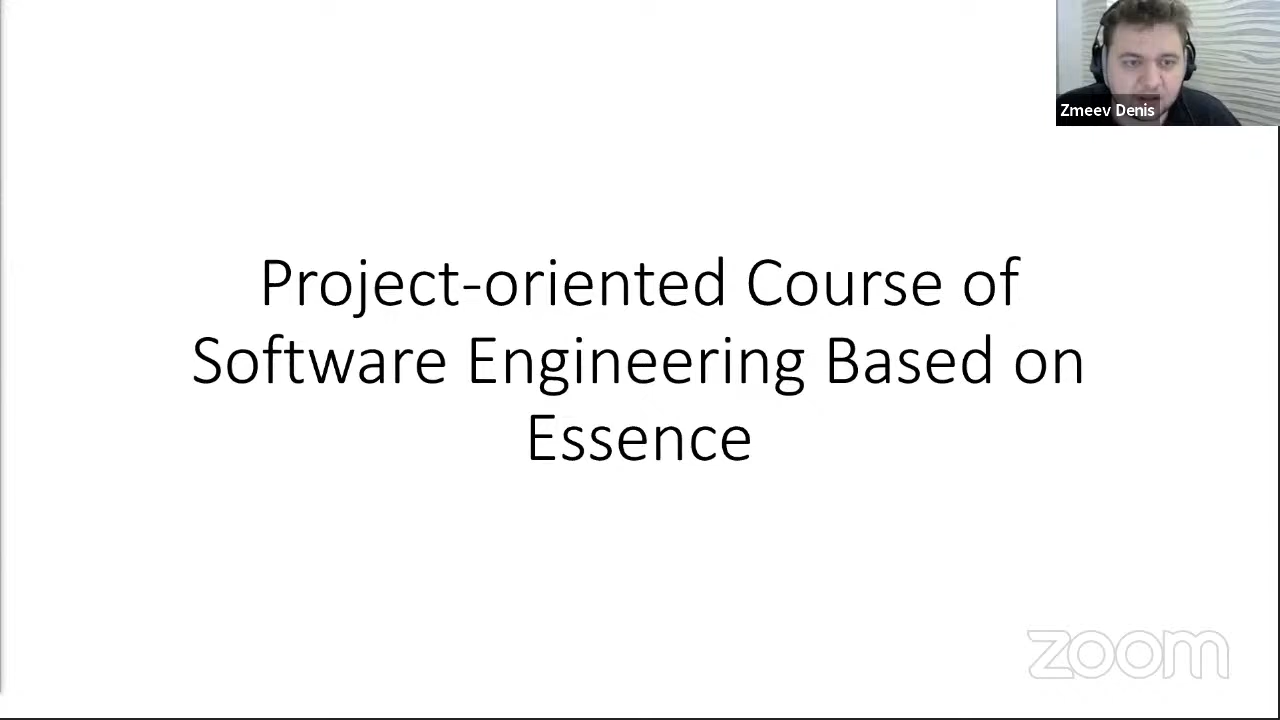 Zmeev Denis
Project-oriented Course of
Software Engineering Based on
Essence
zoom